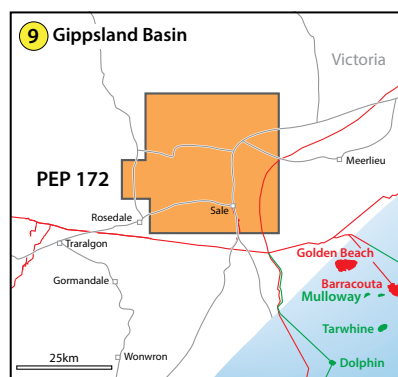 9 Gippsland Basin
Victoria
Meerlieu
PEP 172
Sale
Rosedale
Traralgon
Golden Beach
Gormandale
Barracouta
Mulloway
Tarwhine
25km
Wonwron
Dolphin